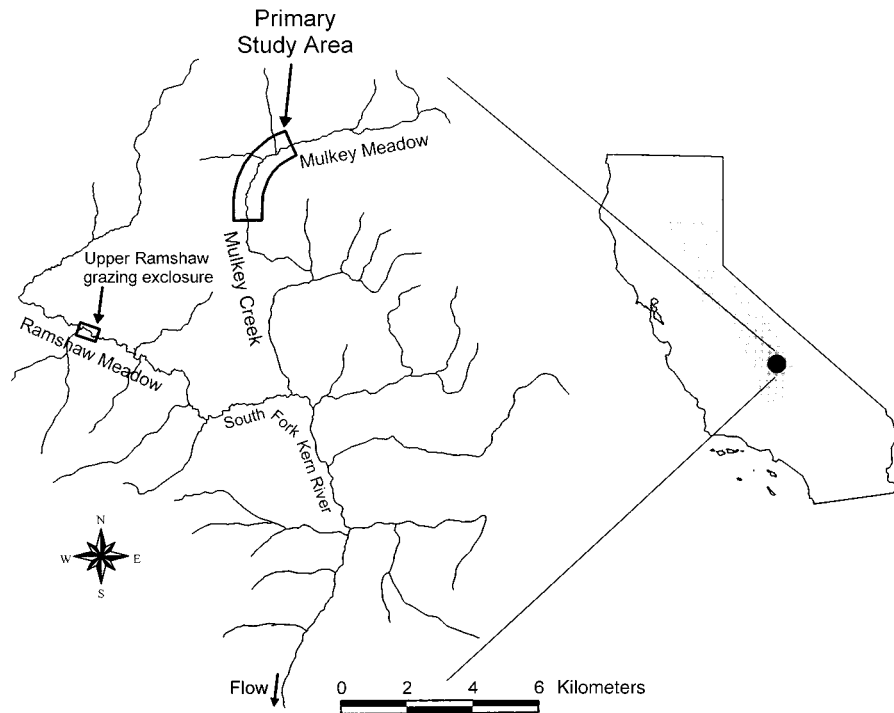 Primary
Study Area
Mulkey Meadow
Upper Ramshaw
grazing exclosure
Mulkey Creek
Ramshaw Meadow
South Fork Kern River
N
W E
S
Flow
0 2 4 6 Kilometers